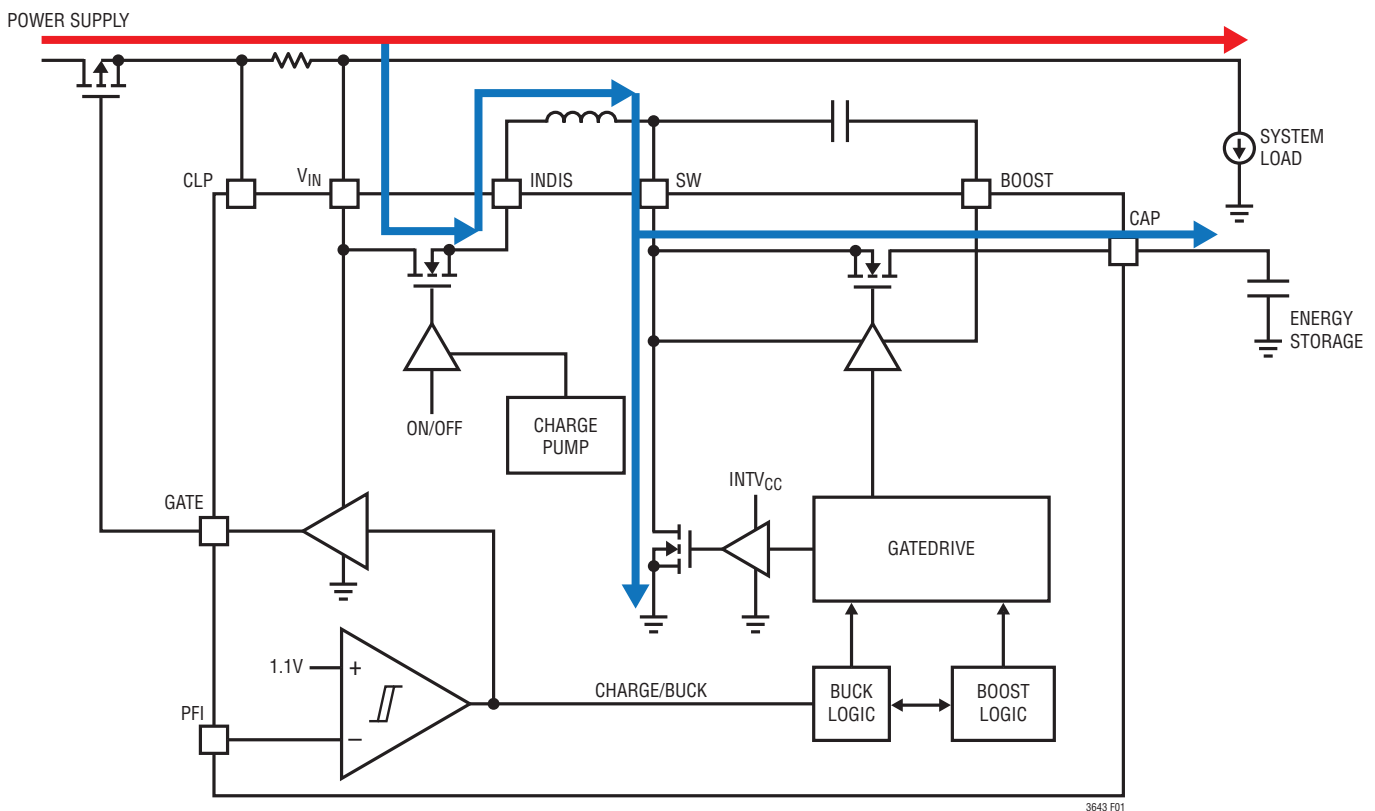 POWER SUPPLY
SYSTEM
LOAD
CLP
VIN
INDIS
SW
BOOST
CAP
ENERGY
STORAGE
ON/OFF
CHARGE
PUMP
INTVCC
GATE
GATEDRIVE
1.1V
+
CHARGE/BUCK
BUCK
LOGIC
BOOST
LOGIC
PFI
−
3643 F01